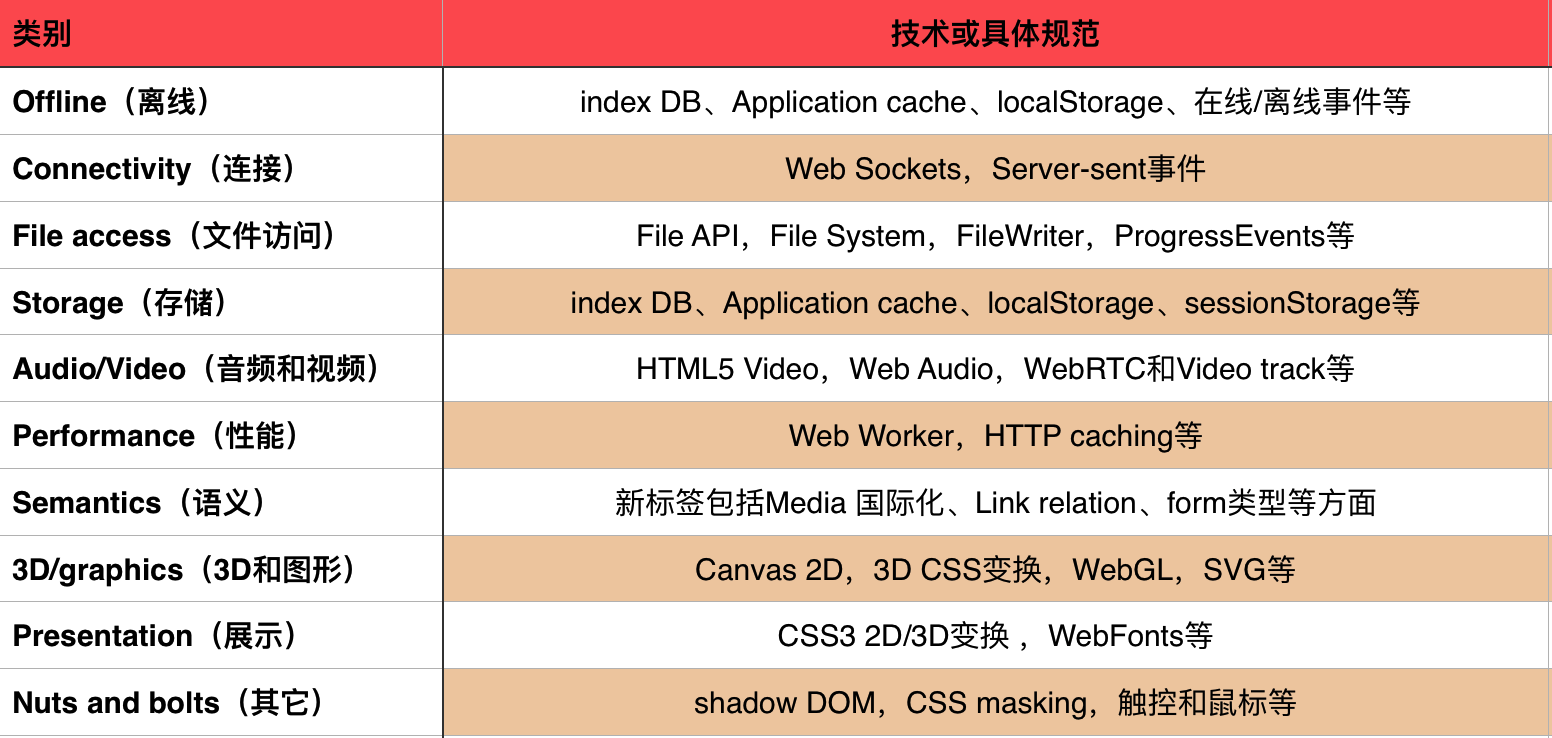 类别 技术或具体规范
Offline（离线） index DB、Application cache、localStorage、在线/离线事件等
Connectivity（连接） Web Sockets，Server-sent事件
File access（文件访问） File API，File System，FileWriter，ProgressEvents等
Storage（存储） index DB、Application cache、localStorage、sessionStorage等
Audio/Video（音频和视频） HTML5 Video，Web Audio，WebRTC和Video track等
Performance（性能） Web Worker，HTTP caching等
Semantics（语义） 新标签包括Media 国际化、Link relation、form类型等方面
3D/graphics（3D和图形） Canvas 2D，3D CSS变换，WebGL，SVG等
Presentation（展示） CSS3 2D/3D变换 ，WebFonts等
Nuts and bolts（其它） shadow DOM，CSS masking，触控和鼠标等